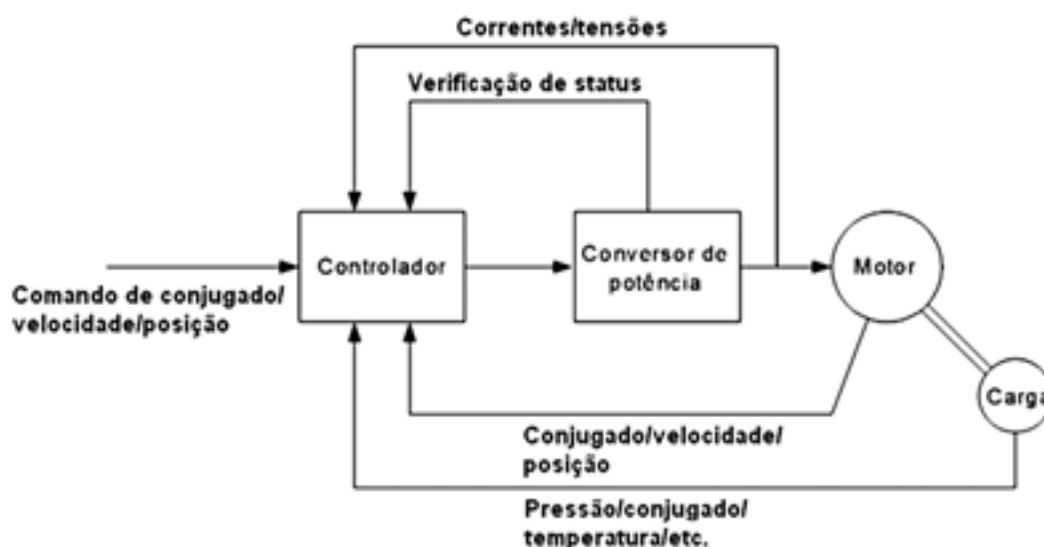 Correntes/tensões
Verificação de status
Controlador
Conversor de
potência
Motor
Comando de conjugado/
velocidade/posição
Carga
Conjugado/velocidade/
posição
Pressão/conjugado/
temperatura/etc.